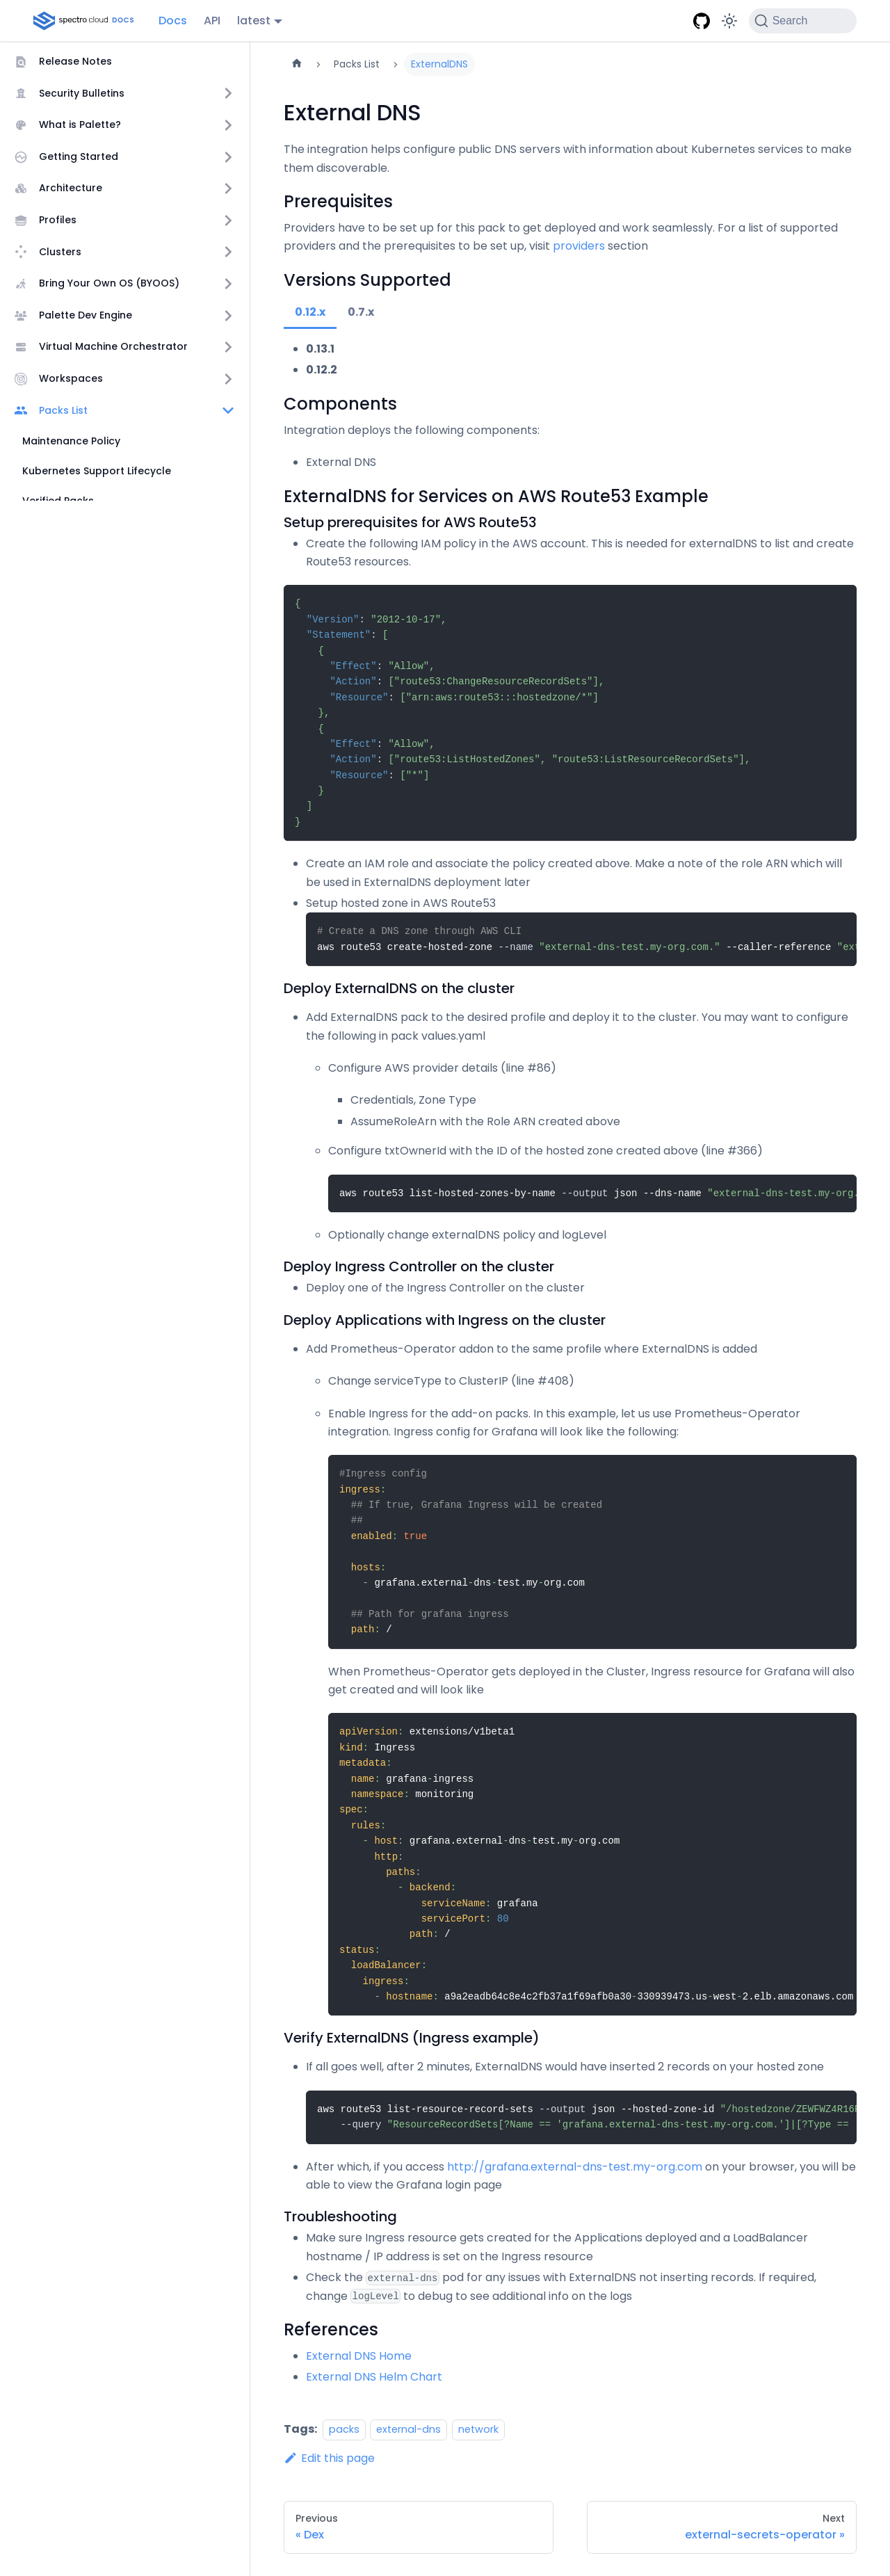 spectro cloud DOCS
Docs
API
latest
Search
Release Notes
Security Bulletins
What is Palette?
Getting Started
Architecture
Profiles
Clusters
Bring Your Own OS (BYOOS)
Palette Dev Engine
Virtual Machine Orchestrator
Workspaces
Packs List
Maintenance Policy
Kubernetes Support Lifecycle
Verified Packs
Packs List
ExternalDNS
External DNS
The integration helps configure public DNS servers with information about Kubernetes services to make
them discoverable.
Prerequisites
Providers have to be set up for this pack to get deployed and work seamlessly. For a list of supported
providers and the prerequisites to be set up, visit providers section
Versions Supported
0.12.x
0.7.x
0.13.1
0.12.2
Components
Integration deploys the following components:
External DNS
ExternalDNS for Services on AWS Route53 Example
Setup prerequisites for AWS Route53
Create the following IAM policy in the AWS account. This is needed for externalDNS to list and create
Route53 resources.
{
"Version": "2012-10-17",
"Statement": [
{
"Effect": "Allow",
"Action": ["route53:ChangeResourceRecordSets"],
"Resource": ["arn:aws:route53:::hostedzone/*"]
},
{
"Effect": "Allow",
"Action": ["route53:ListHostedZones", "route53:ListResourceRecordSets"],
"Resource": ["*"]
}
]
}
Create an IAM role and associate the policy created above. Make a note of the role ARN which will
be used in ExternalDNS deployment later
Setup hosted zone in AWS Route53
# Create a DNS zone through AWS CLI
aws route53 create-hosted-zone --name "external-dns-test.my-org.com." --caller-reference "ext
Deploy ExternalDNS on the cluster
Add ExternalDNS pack to the desired profile and deploy it to the cluster. You may want to configure
the following in pack values.yaml
Configure AWS provider details (line #86)
Credentials, Zone Type
AssumeRoleArn with the Role ARN created above
Configure txtOwnerId with the ID of the hosted zone created above (line #366)
aws route53 list-hosted-zones-by-name --output json --dns-name "external-dns-test.my-org.
Optionally change externalDNS policy and logLevel
Deploy Ingress Controller on the cluster
Deploy one of the Ingress Controller on the cluster
Deploy Applications with Ingress on the cluster
Add Prometheus-Operator addon to the same profile where ExternalDNS is added
Change serviceType to ClusterIP (line #408)
Enable Ingress for the add-on packs. In this example, let us use Prometheus-Operator
integration. Ingress config for Grafana will look like the following:
#Ingress config
ingress:
## If true, Grafana Ingress will be created
##
enabled: true
hosts:
- grafana.external-dns-test.my-org.com
## Path for grafana ingress
path: /
When Prometheus-Operator gets deployed in the Cluster, Ingress resource for Grafana will also
get created and will look like
apiVersion: extensions/v1beta1
kind: Ingress
metadata:
name: grafana-ingress
namespace: monitoring
spec:
rules:
- host: grafana.external-dns-test.my-org.com
http:
paths:
- backend:
serviceName: grafana
servicePort: 80
path: /
status:
loadBalancer:
ingress:
- hostname: a9a2eadb64c8e4c2fb37a1f69afb0a30-330939473.us-west-2.elb.amazonaws.com
Verify ExternalDNS (Ingress example)
If all goes well, after 2 minutes, ExternalDNS would have inserted 2 records on your hosted zone
aws route53 list-resource-record-sets --output json --hosted-zone-id "/hostedzone/ZEWFWZ4R16
--query "ResourceRecordSets[?Name == 'grafana.external-dns-test.my-org.com.']|[?Type ==
After which, if you access http://grafana.external-dns-test.my-org.com on your browser, you will be
able to view the Grafana login page
Troubleshooting
Make sure Ingress resource gets created for the Applications deployed and a LoadBalancer
hostname / IP address is set on the Ingress resource
Check the external-dns pod for any issues with ExternalDNS not inserting records. If required,
change logLevel to debug to see additional info on the logs
References
External DNS Home
External DNS Helm Chart
Tags: packs external-dns network
Edit this page
Previous
« Dex
Next
external-secrets-operator »